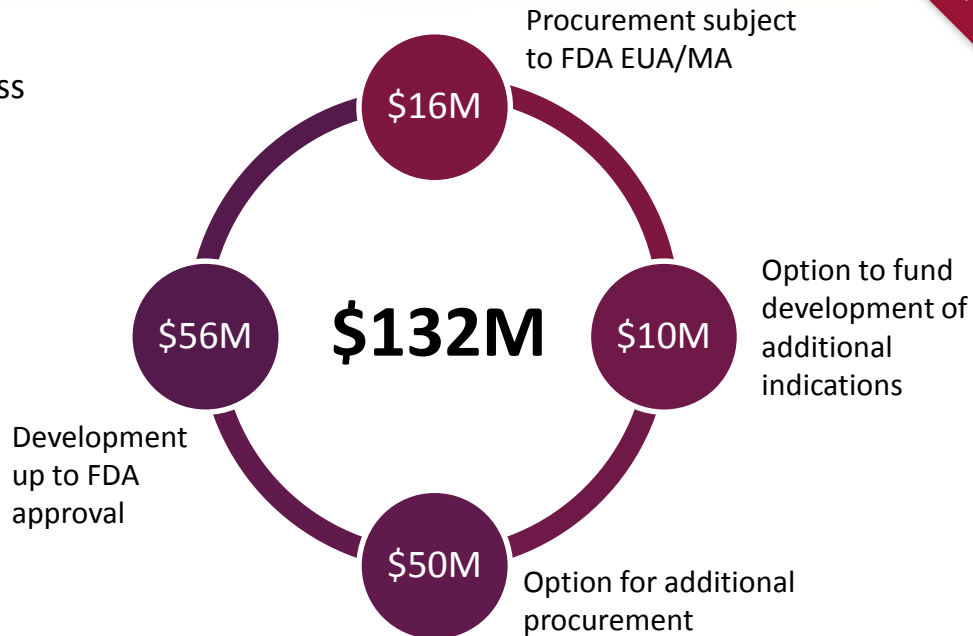 Procurement subject
to FDA EUA/MA
ss
$16M
Option to fund
development of
additional
indications
$56M
$132M
$10M
Development
up to FDA
approval
$50M
Option for additional
procurement